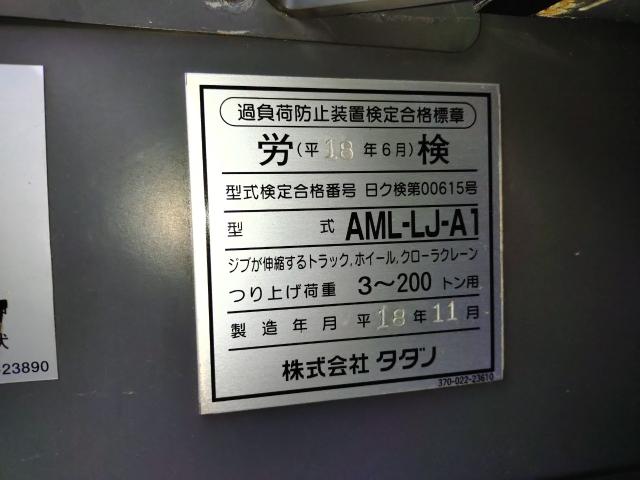 過負荷防止装置検定合格標章
労(平18年6月)検
型式検定合格番号 日ク検第00615号
型 式 AML-LJ-A1
ジブが伸縮するトラック,ホイール,クローラクレーン
つり上げ荷重 3〜200 トン用
製造年月 平18年11月
株式会社 タダノ
370-022-23610
-23890